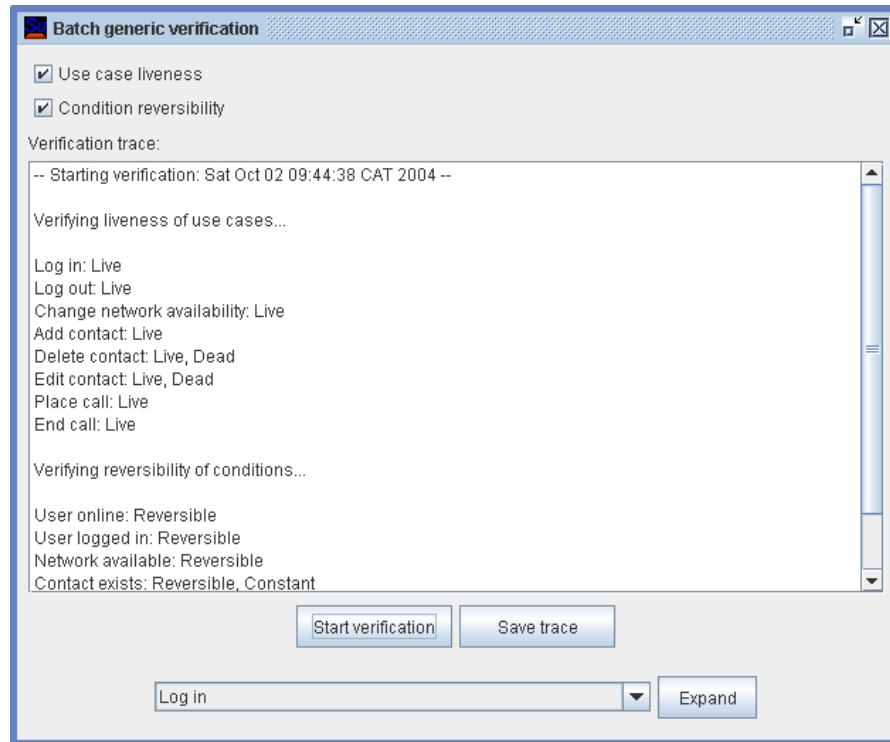 Batch generic verification
Use case liveness
Condition reversibility
Verification trace:
-- Starting verification: Sat Oct 02 09:44:38 CAT 2004 --
Verifying liveness of use cases...
Log in: Live
Log out: Live
Change network availability: Live
Add contact: Live
Delete contact: Live, Dead
Edit contact: Live, Dead
Place call: Live
End call: Live
Verifying reversibility of conditions...
User online: Reversible
User logged in: Reversible
Network available: Reversible
Contact exists: Reversible, Constant
Start verification Save trace
Log in Expand